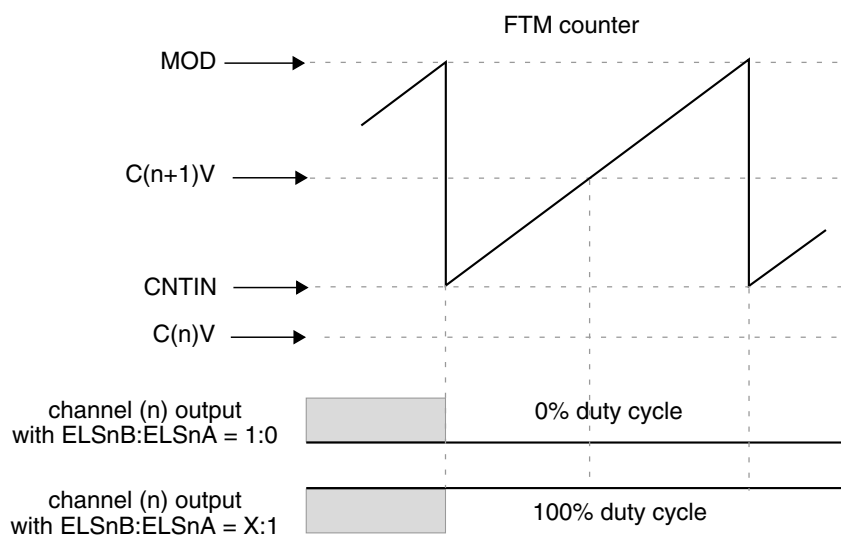 FTM counter
MOD
C(n+1)V
CNTIN
C(n)V
channel (n) output
with ELSnB:ELSnA = 1:0
0% duty cycle
channel (n) output
with ELSnB:ELSnA = X:1
100% duty cycle